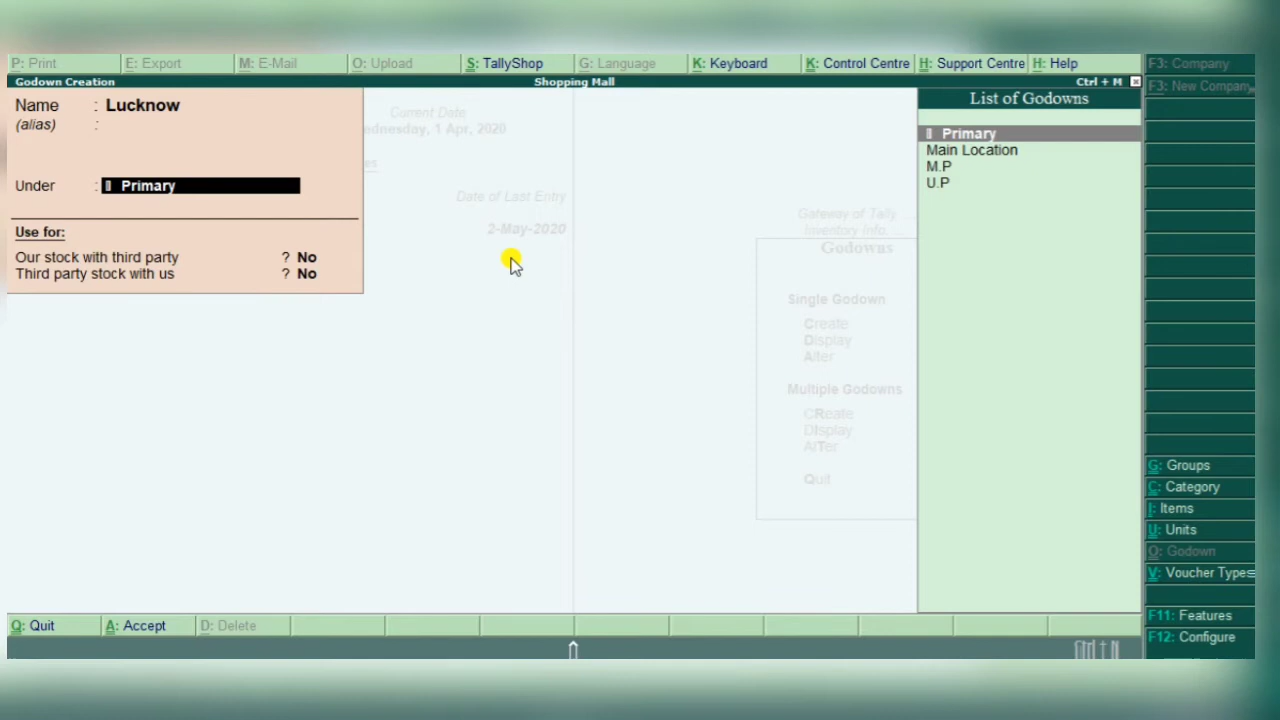 P: Print
E: Export
M: E-Mail
O: Upload
S: TallyShop
G: Language
K: Keyboard
K: Control Centre
H: Support Centre
H: Help
F3: Company
F3: New Company
Godown Creation
Shopping Mall
Ctrl + M
Name : Lucknow
(alias) :
Under : Primary
Use for:
Our stock with third party ? No
Third party stock with us ? No
Current Date
ednesday, 1 Apr, 2020
es
Date of Last Entry
2-May-2020
Gateway of Tally
Inventory Info.
Godowns
Single Godown
Create
Display
Alter
Multiple Godowns
CReate
DIsplay
AlTer
Quit
List of Godowns
Primary
Main Location
M.P
U.P
G: Groups
C: Category
I: Items
U: Units
O: Godown
V: Voucher Types
F11: Features
F12: Configure
Q: Quit
A: Accept
D: Delete